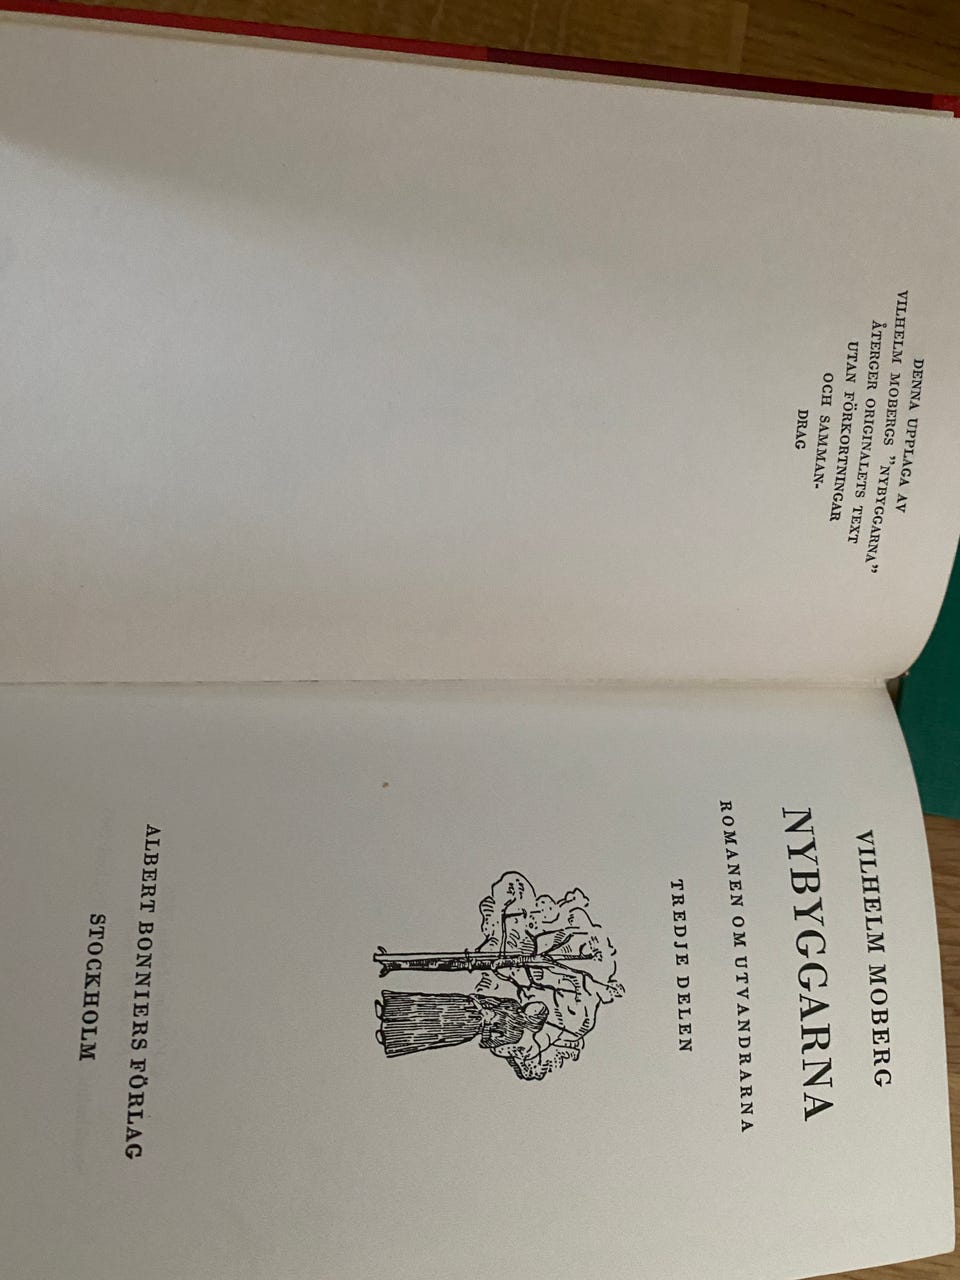 DENNA UPPLAGA AV
VILHELM MOBERGS "NYBYGGARNA"
ÅTERGER ORIGINALETS TEXT
UTAN FÖRKORTNINGAR
OCH SAMMAN-
DRAG
VILHELM MOBERG
NYBYGGARNA
ROMANEN OM UTVANDRARNA
TREDJE DELEN
ALBERT BONNIERS FÖRLAG
STOCKHOLM